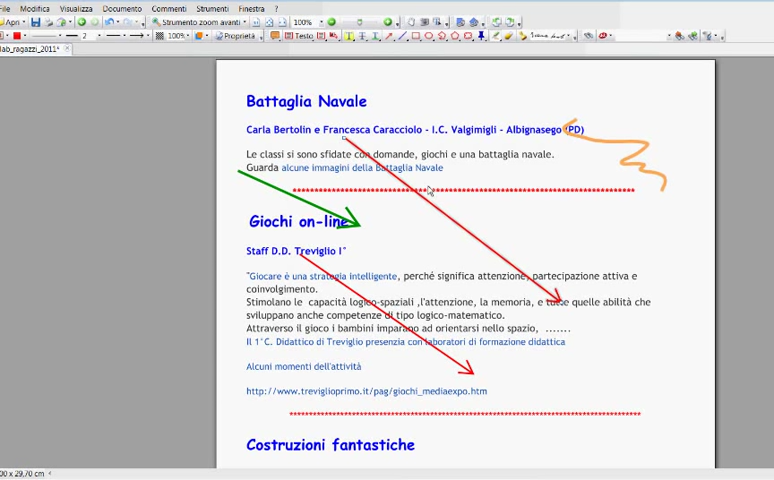 File Modifica Visualizza Documento Commenti Strumenti Finestra ?
Apri Strumento zoom avanti 100%
2 100% Proprietà Testo
lab_ragazzi_2011*
Battaglia Navale
Carla Bertolin e Francesca Caracciolo - I.C. Valgimigli - Albignasego (PD)
Le classi si sono sfidate con domande, giochi e una battaglia navale.
Guarda alcune immagini della Battaglia Navale
Giochi on-line
Staff D.D. Treviglio I°
"Giocare è una strategia intelligente, perché significa attenzione, partecipazione attiva e
coinvolgimento.
Stimolano le capacità logico-spaziali ,l'attenzione, la memoria, e tutte quelle abilità che
sviluppano anche competenze di tipo logico-matematico.
Attraverso il gioco i bambini imparano ad orientarsi nello spazio, .......
Il 1°C. Didattico di Treviglio presenzia con laboratori di formazione didattica
Alcuni momenti dell'attività
http://www.treviglioprimo.it/pag/giochi_mediaexpo.htm
Costruzioni fantastiche
00 x 29,70 cm